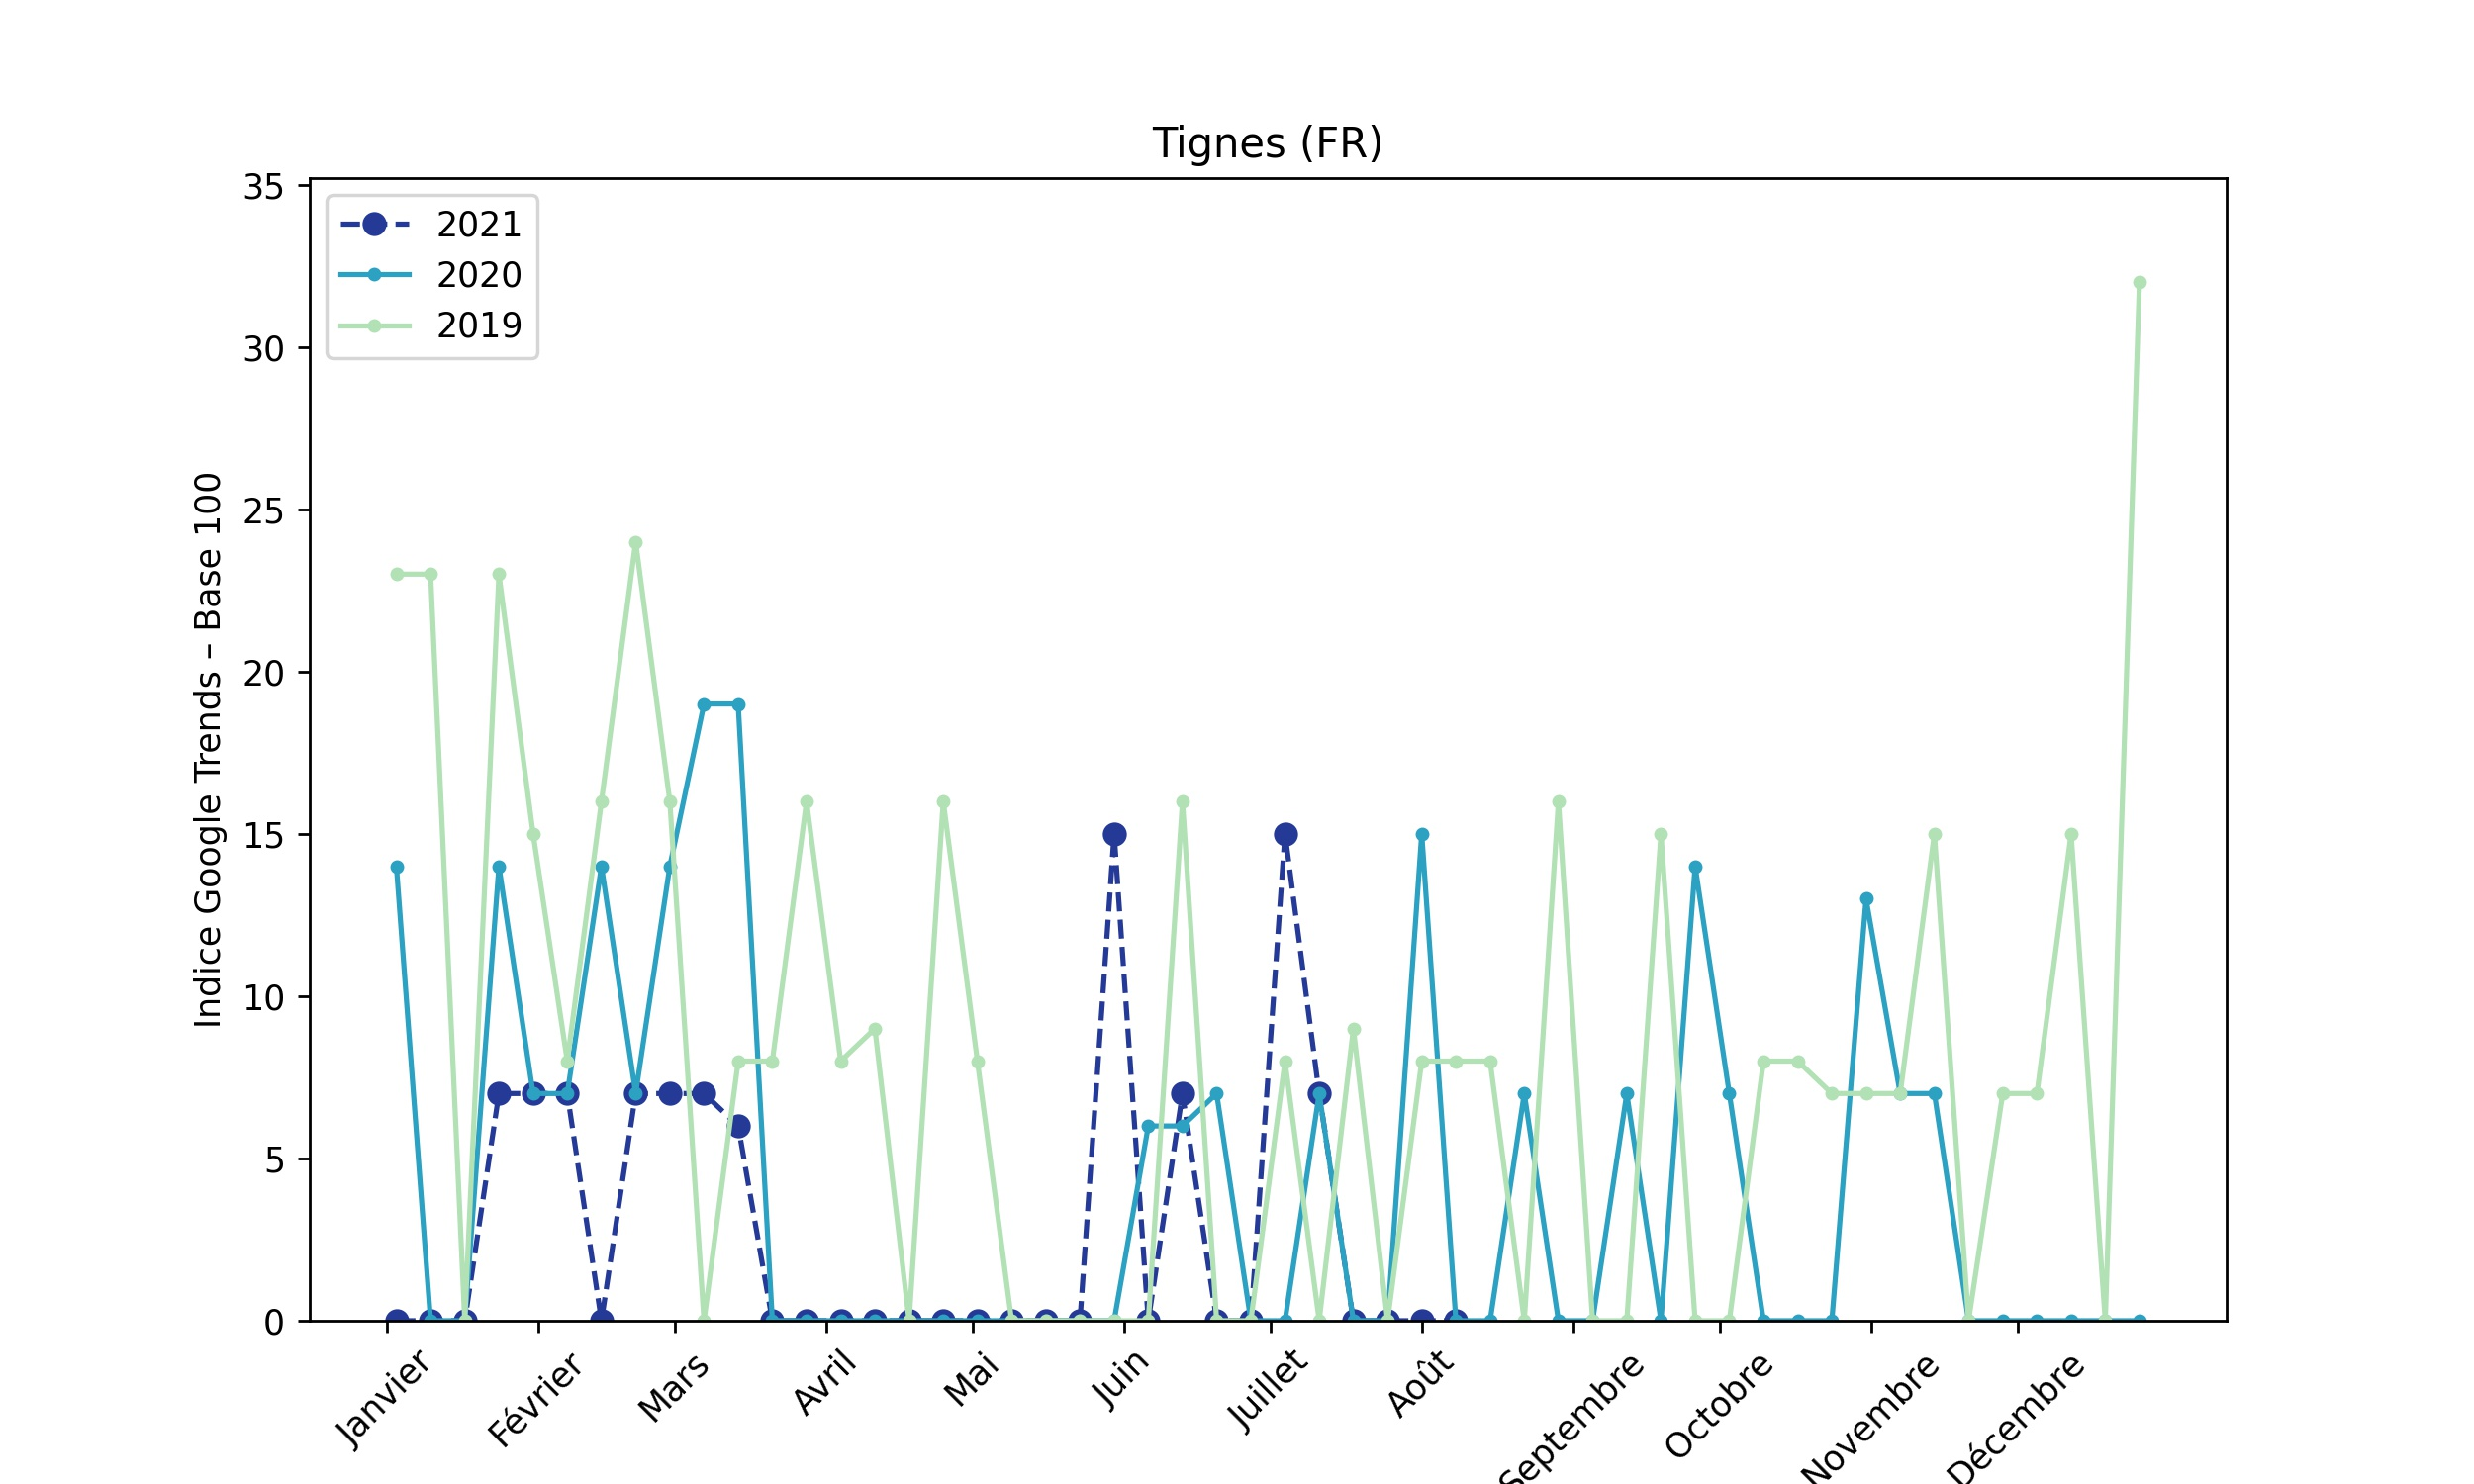 Tignes (FR)
Indice Google Trends – Base 100
35
30
25
20
15
10
5
0
2021
2020
2019
Janvier
Février
Mars
Avril
Mai
Juin
Juillet
Août
Septembre
Octobre
Novembre
Décembre